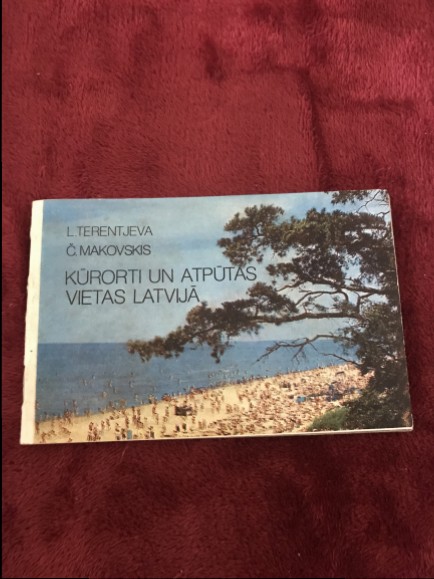 L.TERENTJEVA
Č.MAKOVSKIS
KŪRORTI UN ATPŪTAS
VIETAS LATVIJĀ